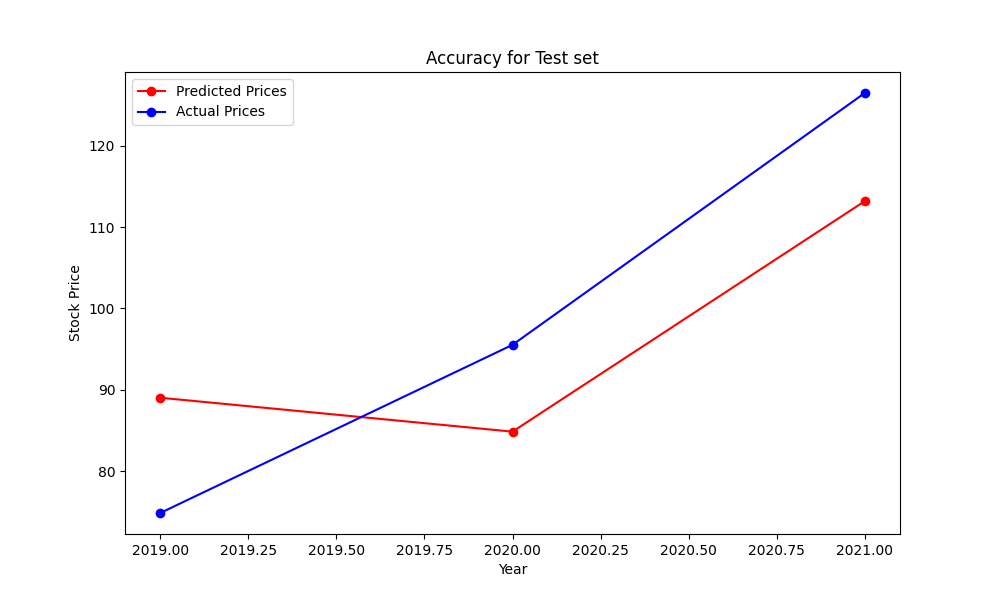 Accuracy for Test set
Predicted Prices
Actual Prices
Stock Price
120
110
100
90
80
2019.00 2019.25 2019.50 2019.75 2020.00 2020.25 2020.50 2020.75 2021.00
Year